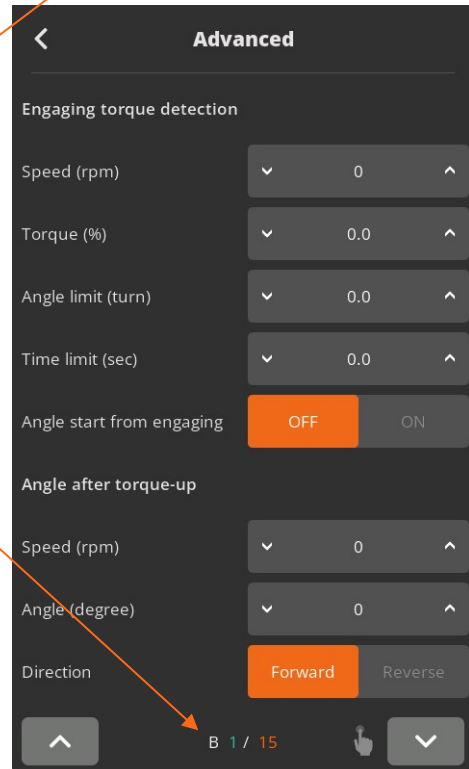 Advanced
Engaging torque detection
Speed (rpm) 0
Torque (%) 0.0
Angle limit (turn) 0.0
Time limit (sec) 0.0
Angle start from engaging OFF ON
Angle after torque-up
Speed (rpm) 0
Angle (degree) 0
Direction Forward Reverse
B 1 / 15